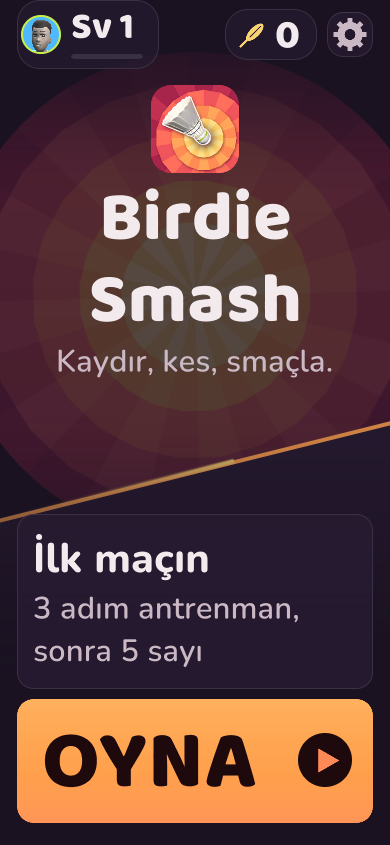 Sv 1
0
Birdie
Smash
Kaydır, kes, smaçla.
İlk maçın
3 adım antrenman,
sonra 5 sayı
OYNA